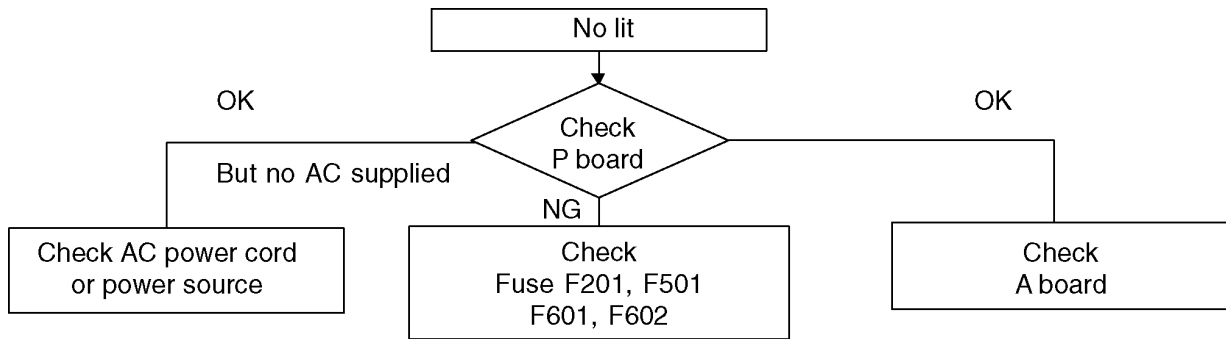 No lit
OK
OK
Check
P board
But no AC supplied
NG
Check AC power cord
or power source
Check
Fuse F201, F501
F601, F602
Check
A board